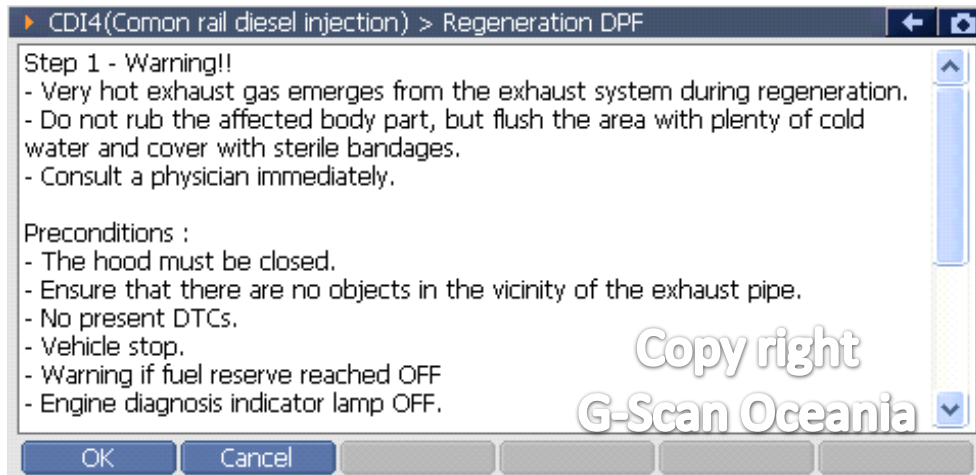 CDI4(Comon rail diesel injection) > Regeneration DPF
Step 1 - Warning!!
- Very hot exhaust gas emerges from the exhaust system during regeneration.
- Do not rub the affected body part, but flush the area with plenty of cold
water and cover with sterile bandages.
- Consult a physician immediately.
Preconditions :
- The hood must be closed.
- Ensure that there are no objects in the vicinity of the exhaust pipe.
- No present DTCs.
- Vehicle stop.
- Warning if fuel reserve reached OFF
- Engine diagnosis indicator lamp OFF.
Copy right
G-Scan Oceania
OK
Cancel